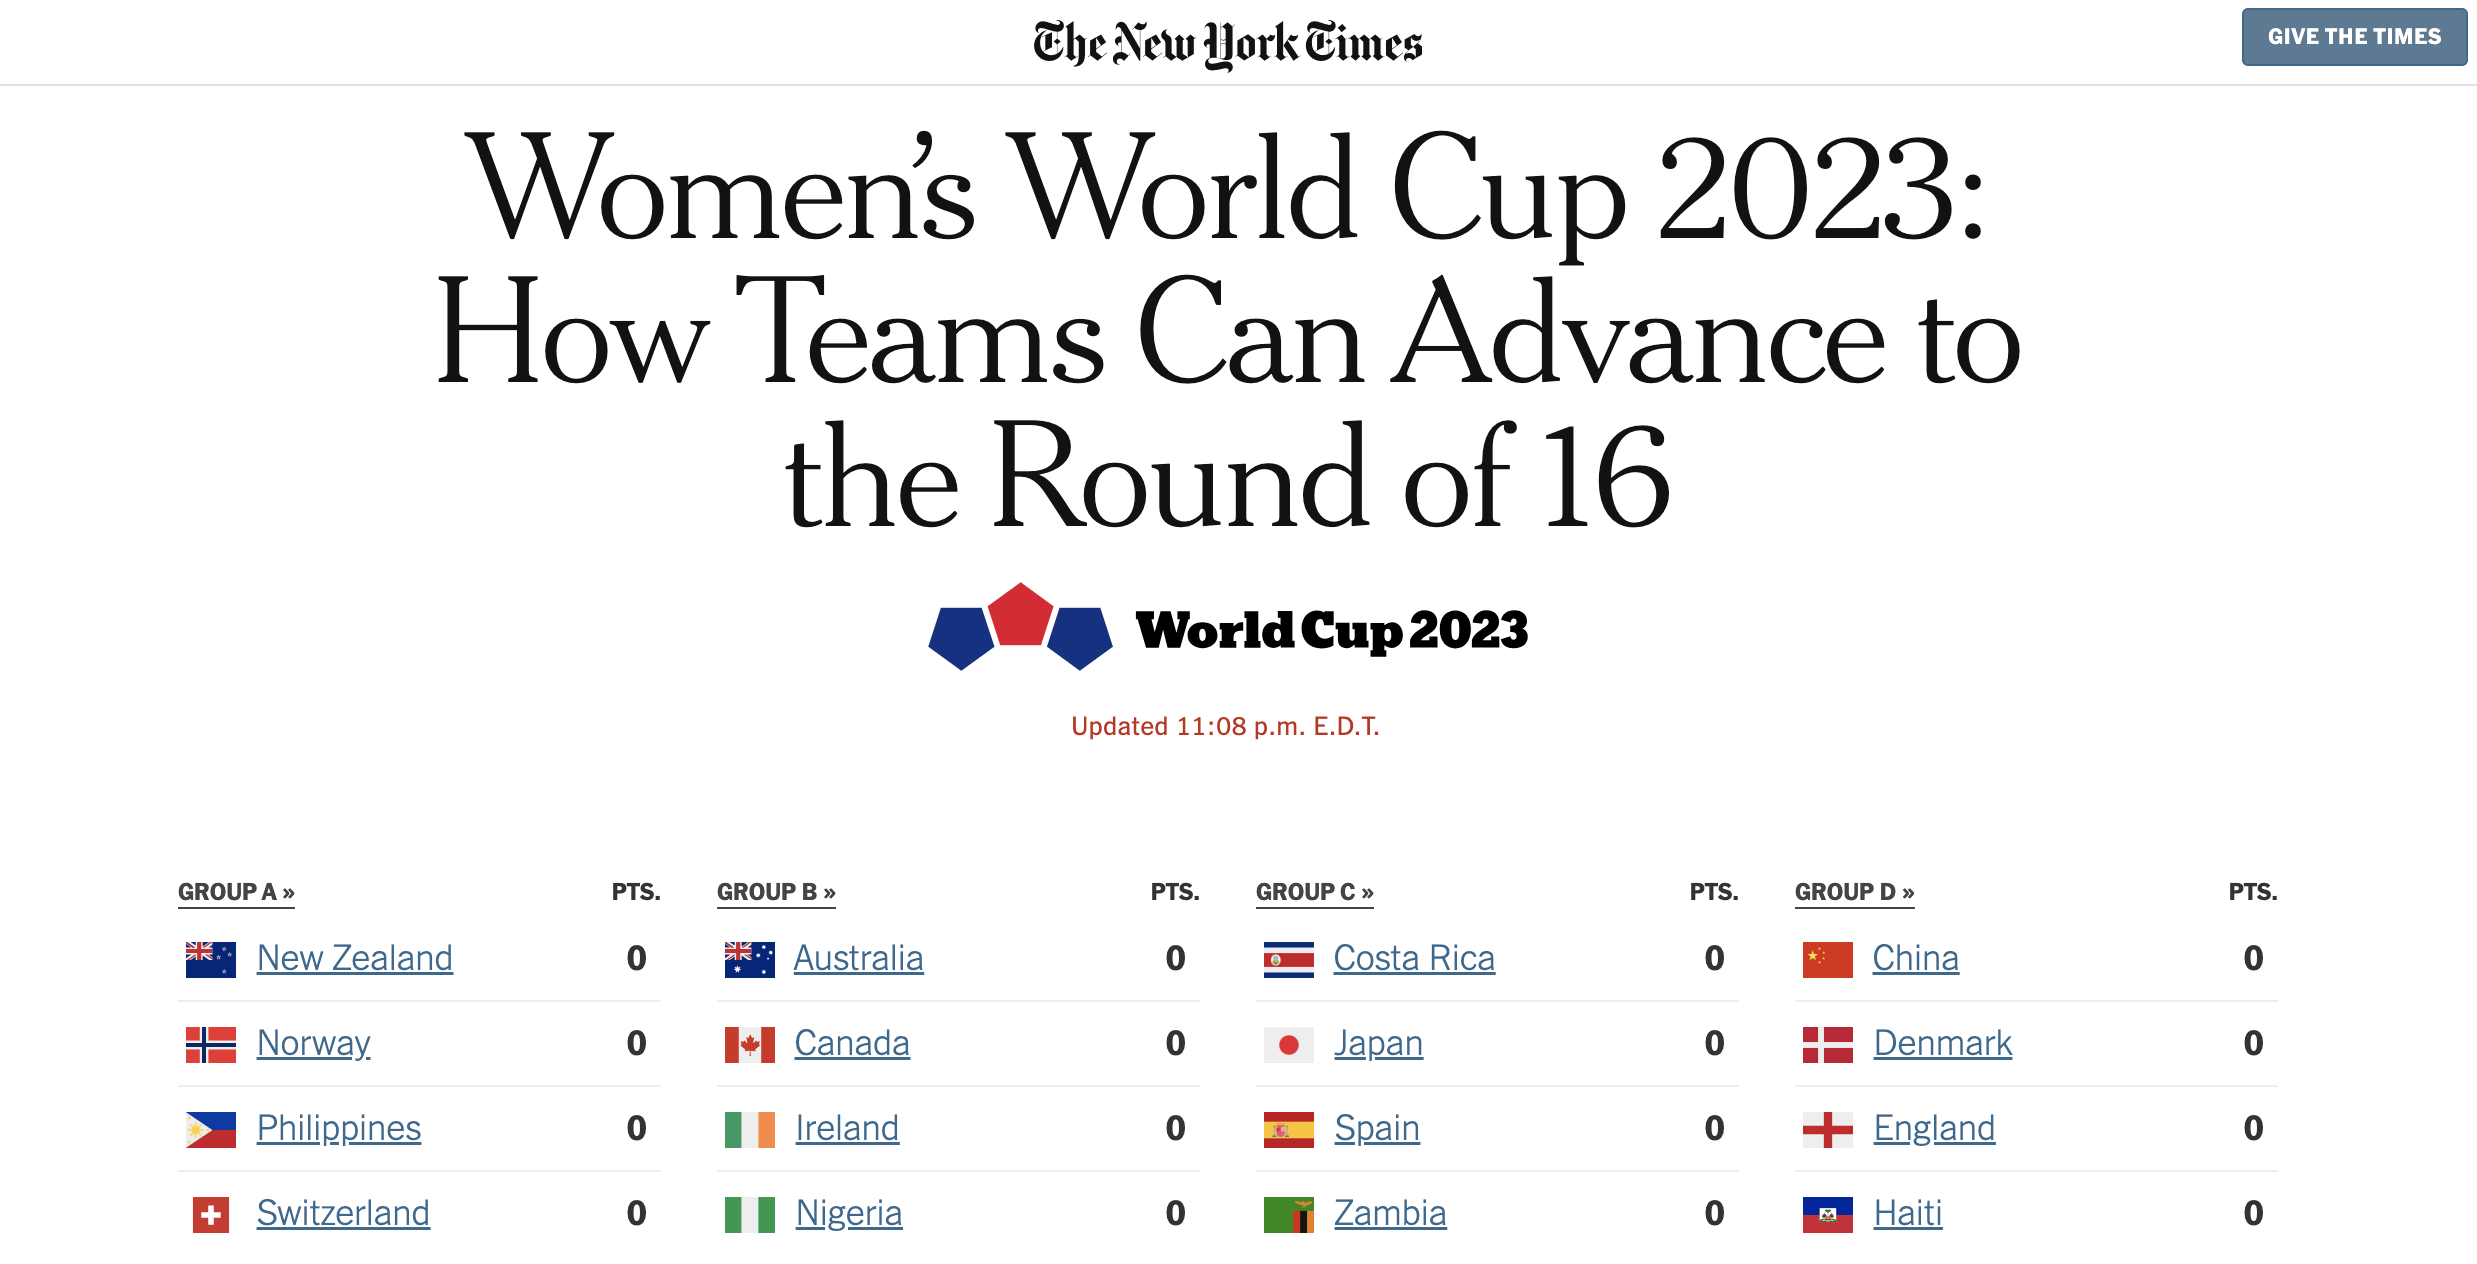 The New York Times
GIVE THE TIMES
Women’s World Cup 2023:
How Teams Can Advance to
the Round of 16
World Cup 2023
Updated 11:08 p.m. E.D.T.
GROUP A » PTS.
New Zealand 0
Norway 0
Philippines 0
Switzerland 0
GROUP B » PTS.
Australia 0
Canada 0
Ireland 0
Nigeria 0
GROUP C » PTS.
Costa Rica 0
Japan 0
Spain 0
Zambia 0
GROUP D » PTS.
China 0
Denmark 0
England 0
Haiti 0